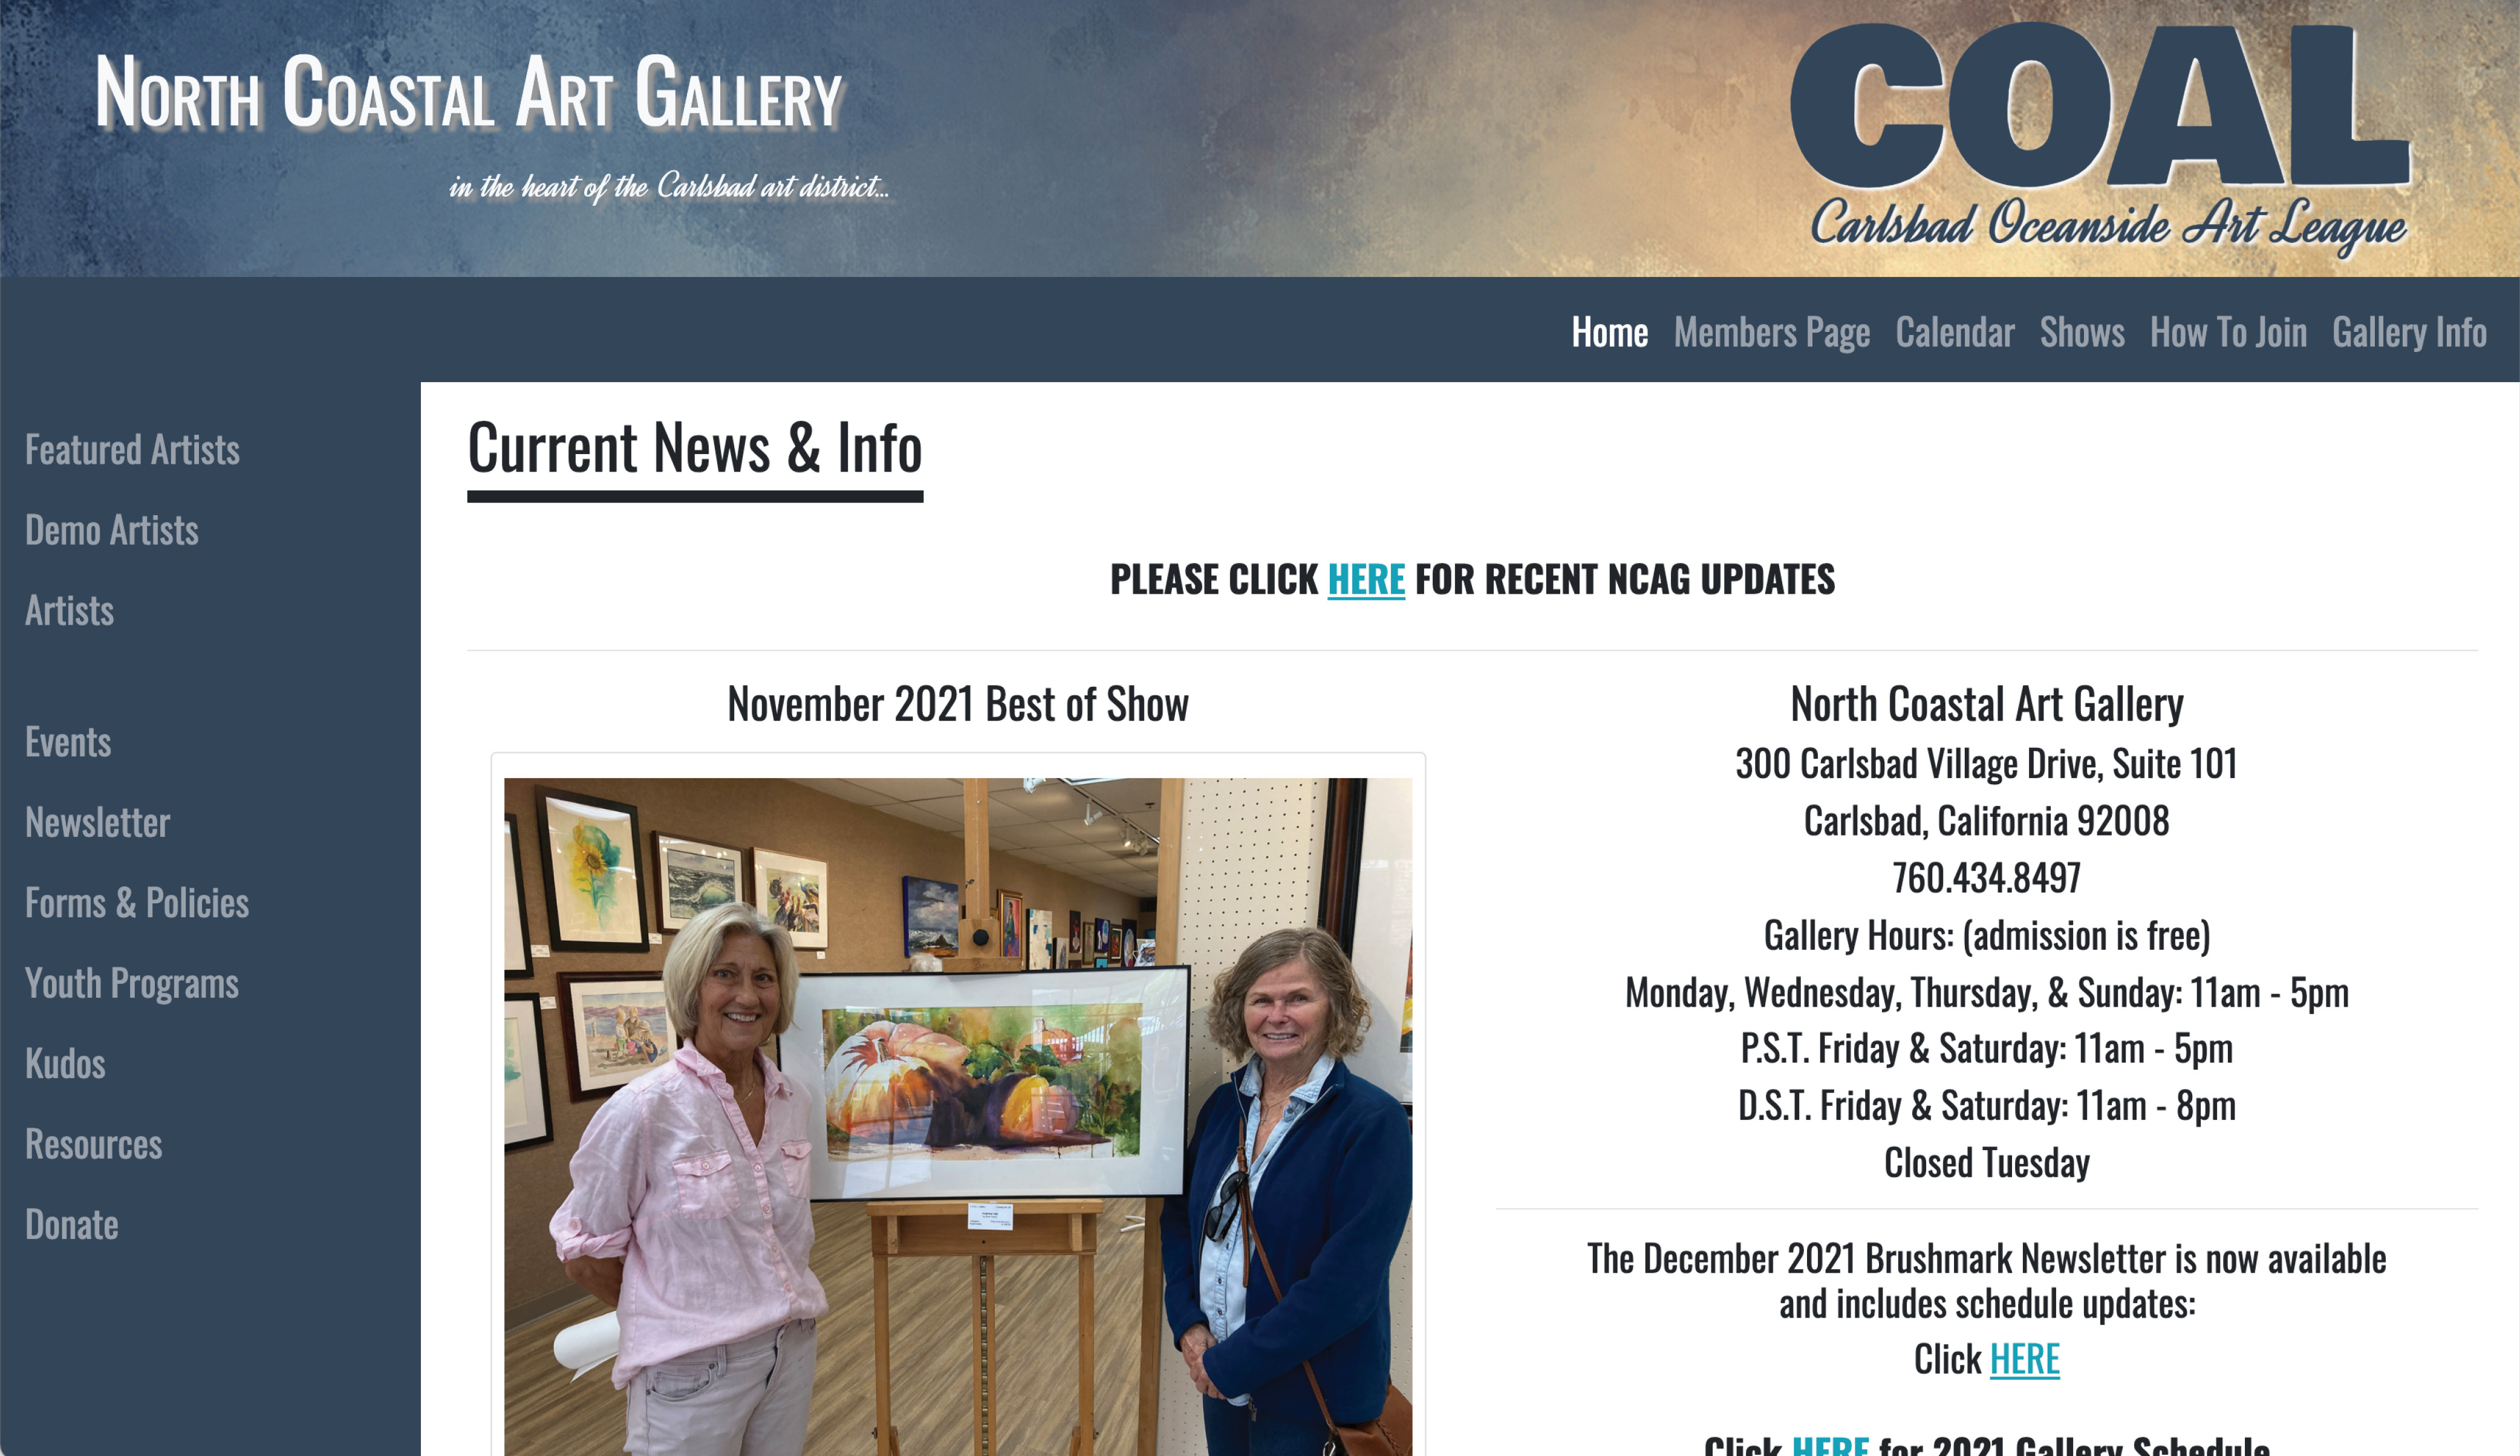 NORTH COASTAL ART GALLERY
in the heart of the Carlsbad art district...
COAL
Carlsbad Oceanside Art League
Home Members Page Calendar Shows How To Join Gallery Info
Featured Artists
Demo Artists
Artists
Events
Newsletter
Forms & Policies
Youth Programs
Kudos
Resources
Donate
Current News & Info
PLEASE CLICK HERE FOR RECENT NCAG UPDATES
November 2021 Best of Show
North Coastal Art Gallery
300 Carlsbad Village Drive, Suite 101
Carlsbad, California 92008
760.434.8497
Gallery Hours: (admission is free)
Monday, Wednesday, Thursday, & Sunday: 11am - 5pm
P.S.T. Friday & Saturday: 11am - 5pm
D.S.T. Friday & Saturday: 11am - 8pm
Closed Tuesday
The December 2021 Brushmark Newsletter is now available
and includes schedule updates:
Click HERE
Click HERE for 2021 Gallery Schedule